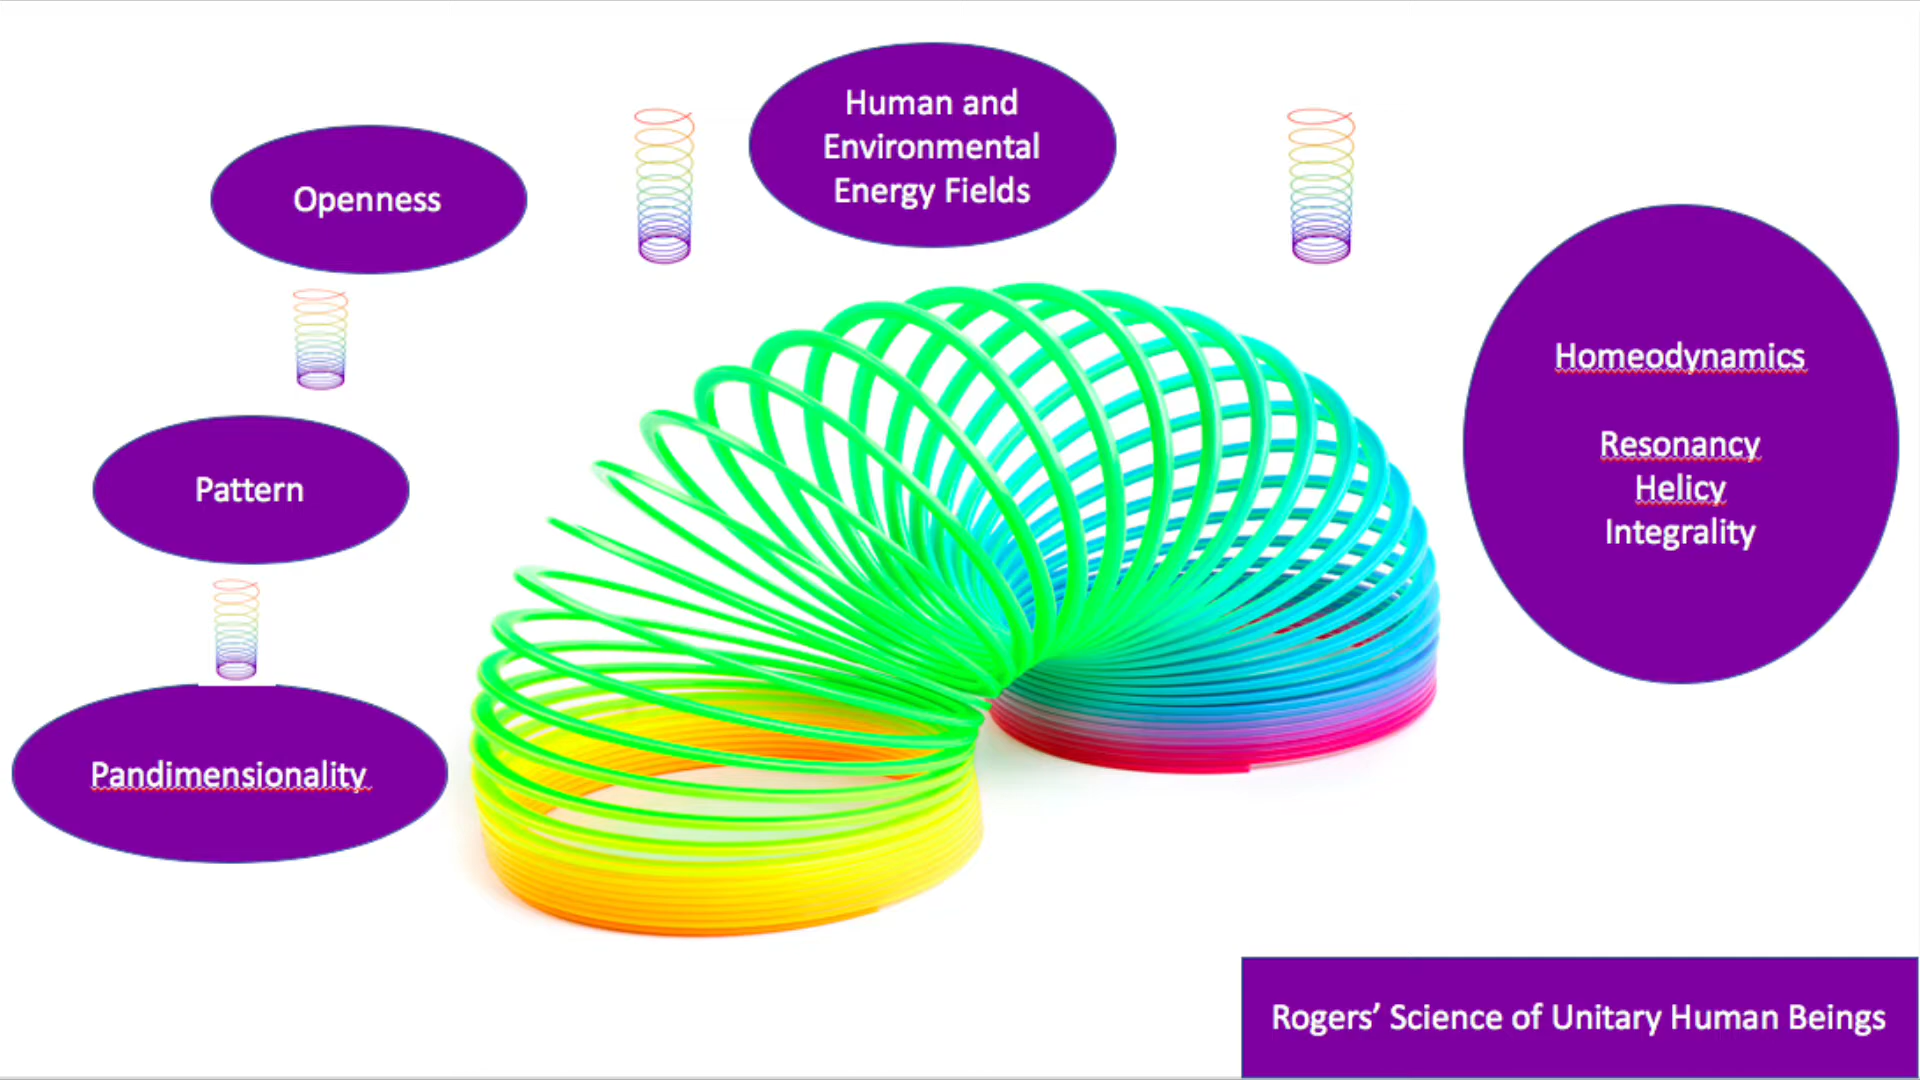 Human and
Environmental
Energy Fields
Openness
Pattern
Pandimensionality
Homeodynamics
Resonancy
Helicy
Integrality
Rogers’ Science of Unitary Human Beings